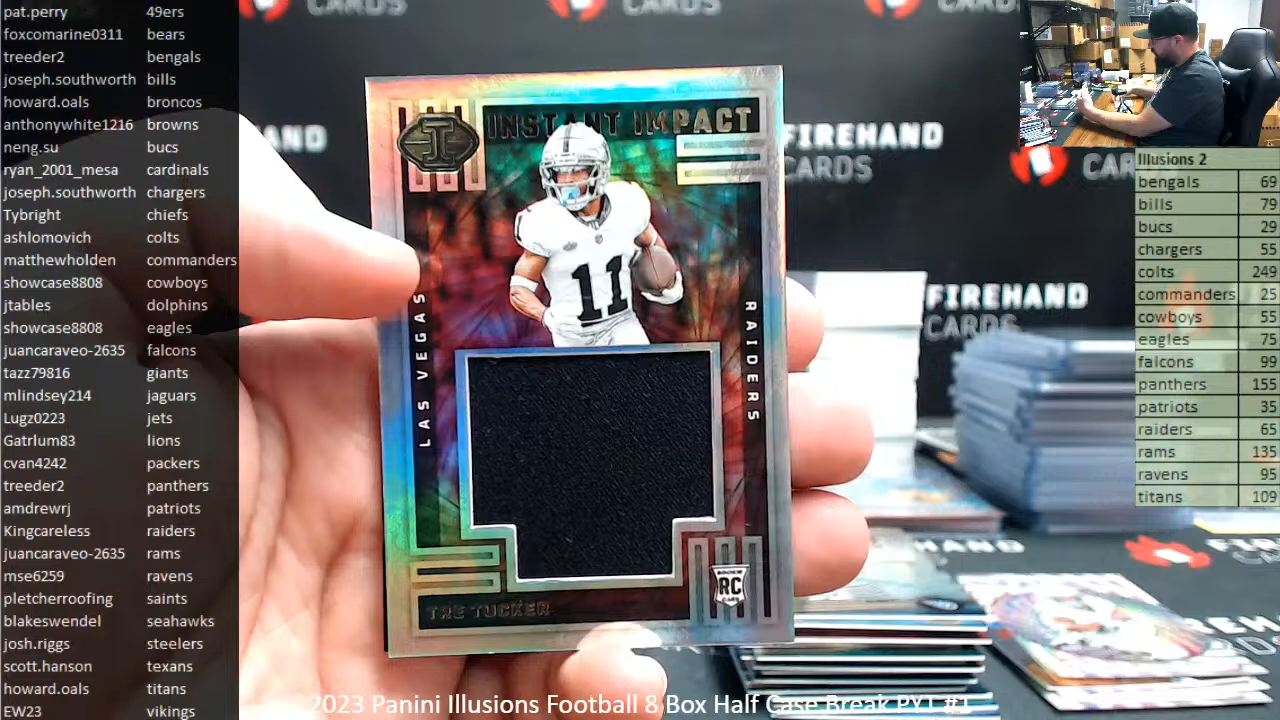 pat.perry 49ers
foxcomarine0311 bears
treeder2 bengals
joseph.southworth bills
howard.oals broncos
anthonywhite1216 browns
neng.su bucs
ryan_2001_mesa cardinals
joseph.southworth chargers
Tybright chiefs
ashlomovich colts
matthewholden commanders
showcase8808 cowboys
jtables dolphins
showcase8808 eagles
juancaraveo-2635 falcons
tazz79816 giants
mlindsey214 jaguars
Lugz0223 jets
Gatrlum83 lions
cvan4242 packers
treeder2 panthers
amdrewrj patriots
Kingcareless raiders
juancaraveo-2635 rams
mme6259 ravens
pletcherroofing saints
blakeswendel seahawks
josh.riggs steelers
scott.hanson texans
howard.oals titans
EW23 vikings
CARDS
INSTANT IMPACT
I
11
LAS VEGAS
RAIDERS
TRE TUCKER
ROOKIE
RC
FIREHAND
CARDS
FIREHAND
CARDS
Illusions 2
bengals 69
bills 79
bucs 29
chargers 55
colts 249
commanders 25
cowboys 55
eagles 75
falcons 99
panthers 155
patriots 35
raiders 65
rams 135
ravens 95
titans 109
2023 Panini Illusions Football 8 Box Half Case Break PYT #1